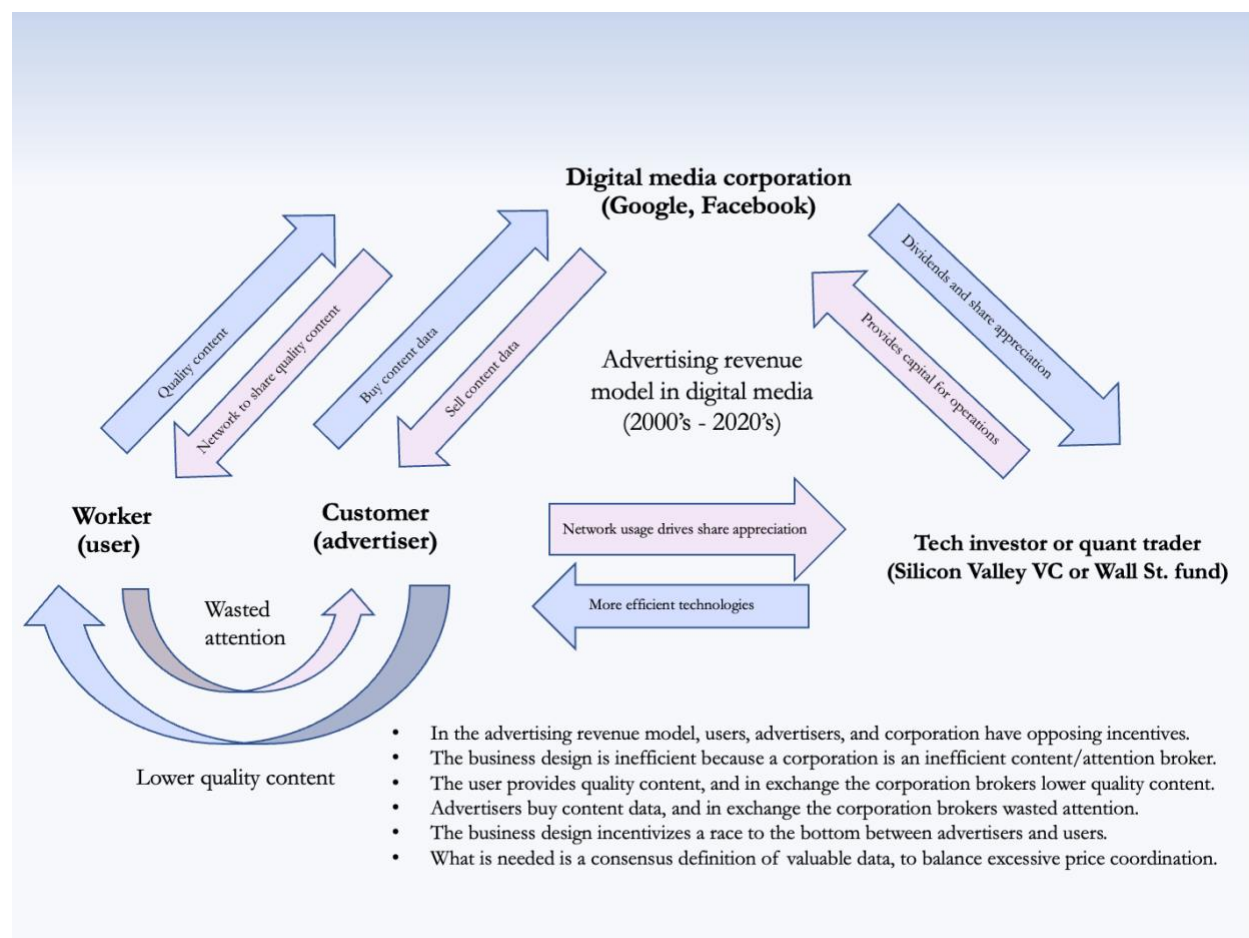 Digital media corporation
(Google, Facebook)
Quality content
Network to share quality content
Buy content data
Sell content data
Dividends and share appreciation
Provides capital for operations
Advertising revenue
model in digital media
(2000’s - 2020’s)
Worker
(user)
Customer
(advertiser)
Network usage drives share appreciation
More efficient technologies
Tech investor or quant trader
(Silicon Valley VC or Wall St. fund)
Wasted
attention
Lower quality content
• In the advertising revenue model, users, advertisers, and corporation have opposing incentives.
• The business design is inefficient because a corporation is an inefficient content/attention broker.
• The user provides quality content, and in exchange the corporation brokers lower quality content.
• Advertisers buy content data, and in exchange the corporation brokers wasted attention.
• The business design incentivizes a race to the bottom between advertisers and users.
• What is needed is a consensus definition of valuable data, to balance excessive price coordination.